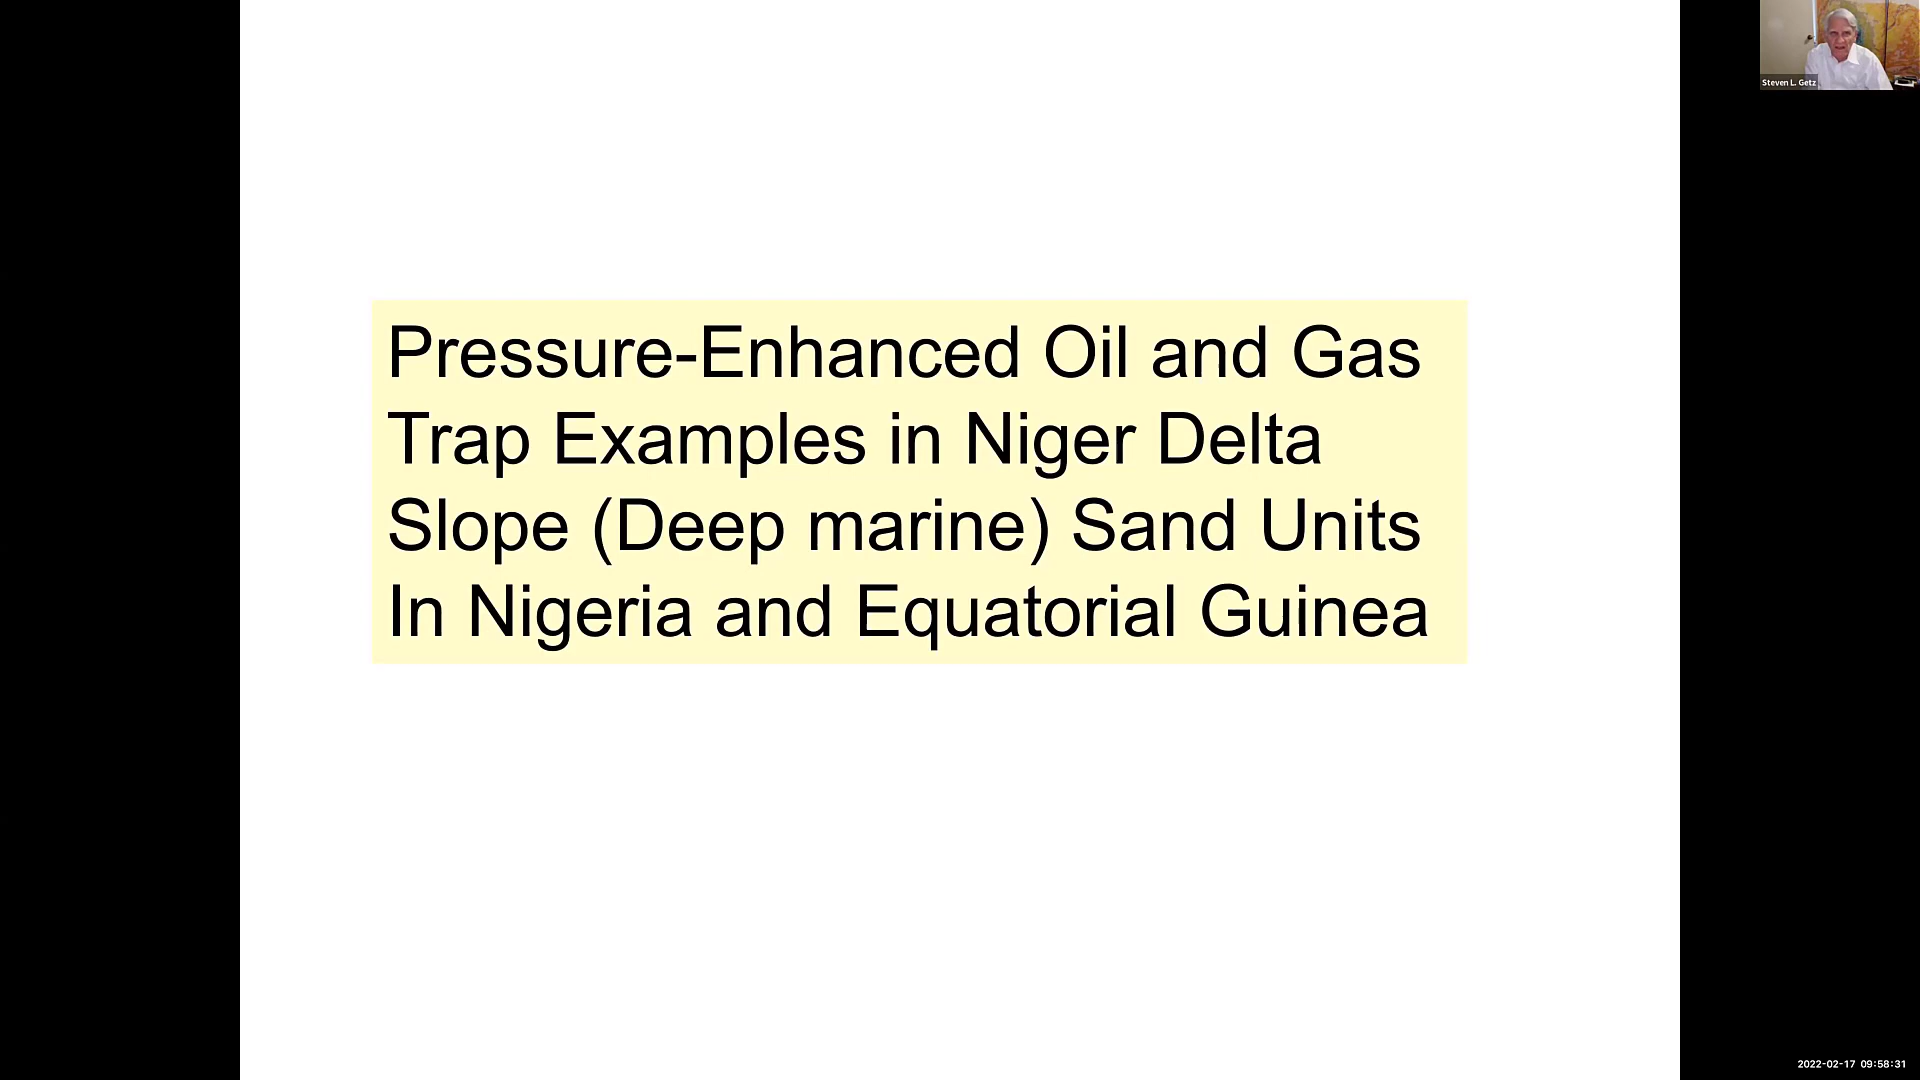 Steven L. Getz
Pressure-Enhanced Oil and Gas
Trap Examples in Niger Delta
Slope (Deep marine) Sand Units
In Nigeria and Equatorial Guinea
2022-02-17 09:58:31